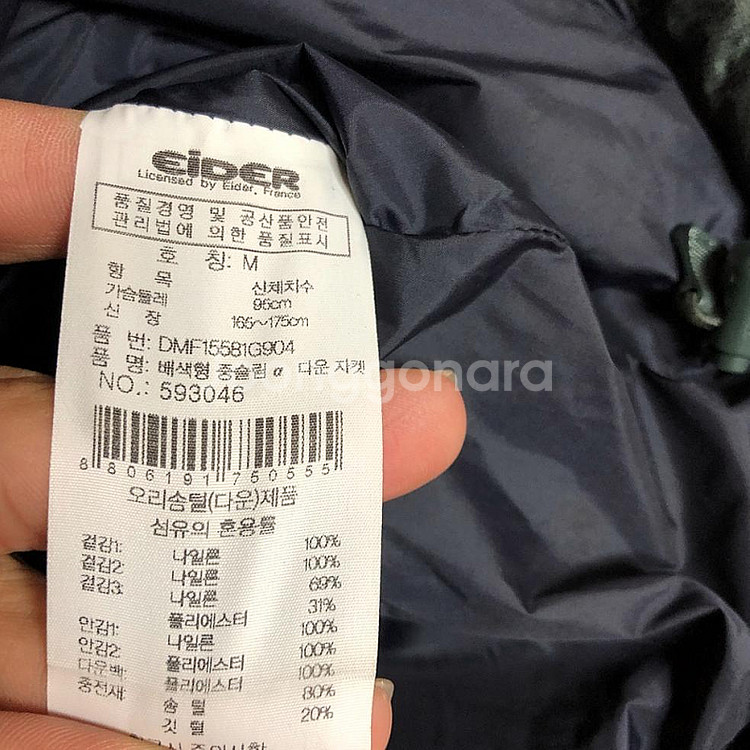 EiDER
Licensed by Eider, France
품질경영 및 공산품안전
관리법에 의한 품질표시
호 칭: M
항 목 신체치수
가슴둘레 95cm
신 장 165~175cm
품 번: DMF15581G904
품 명: 배색형 중슬림 α 다운 자켓
NO.: 593046
8 806191 750555
오리솜털(다운)제품
섬유의 혼용률
겉감1: 나일론 100%
겉감2: 나일론 100%
겉감3: 나일론 69%
폴리에스터 31%
안감1: 나일론 100%
안감2: 폴리에스터 100%
다운백: 폴리에스터 100%
충전재: 솜 털 80%
깃 털 20%